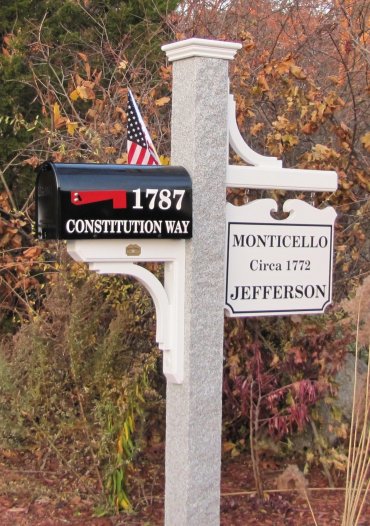 1787
CONSTITUTION WAY
MONTICELLO
Circa 1772
JEFFERSON